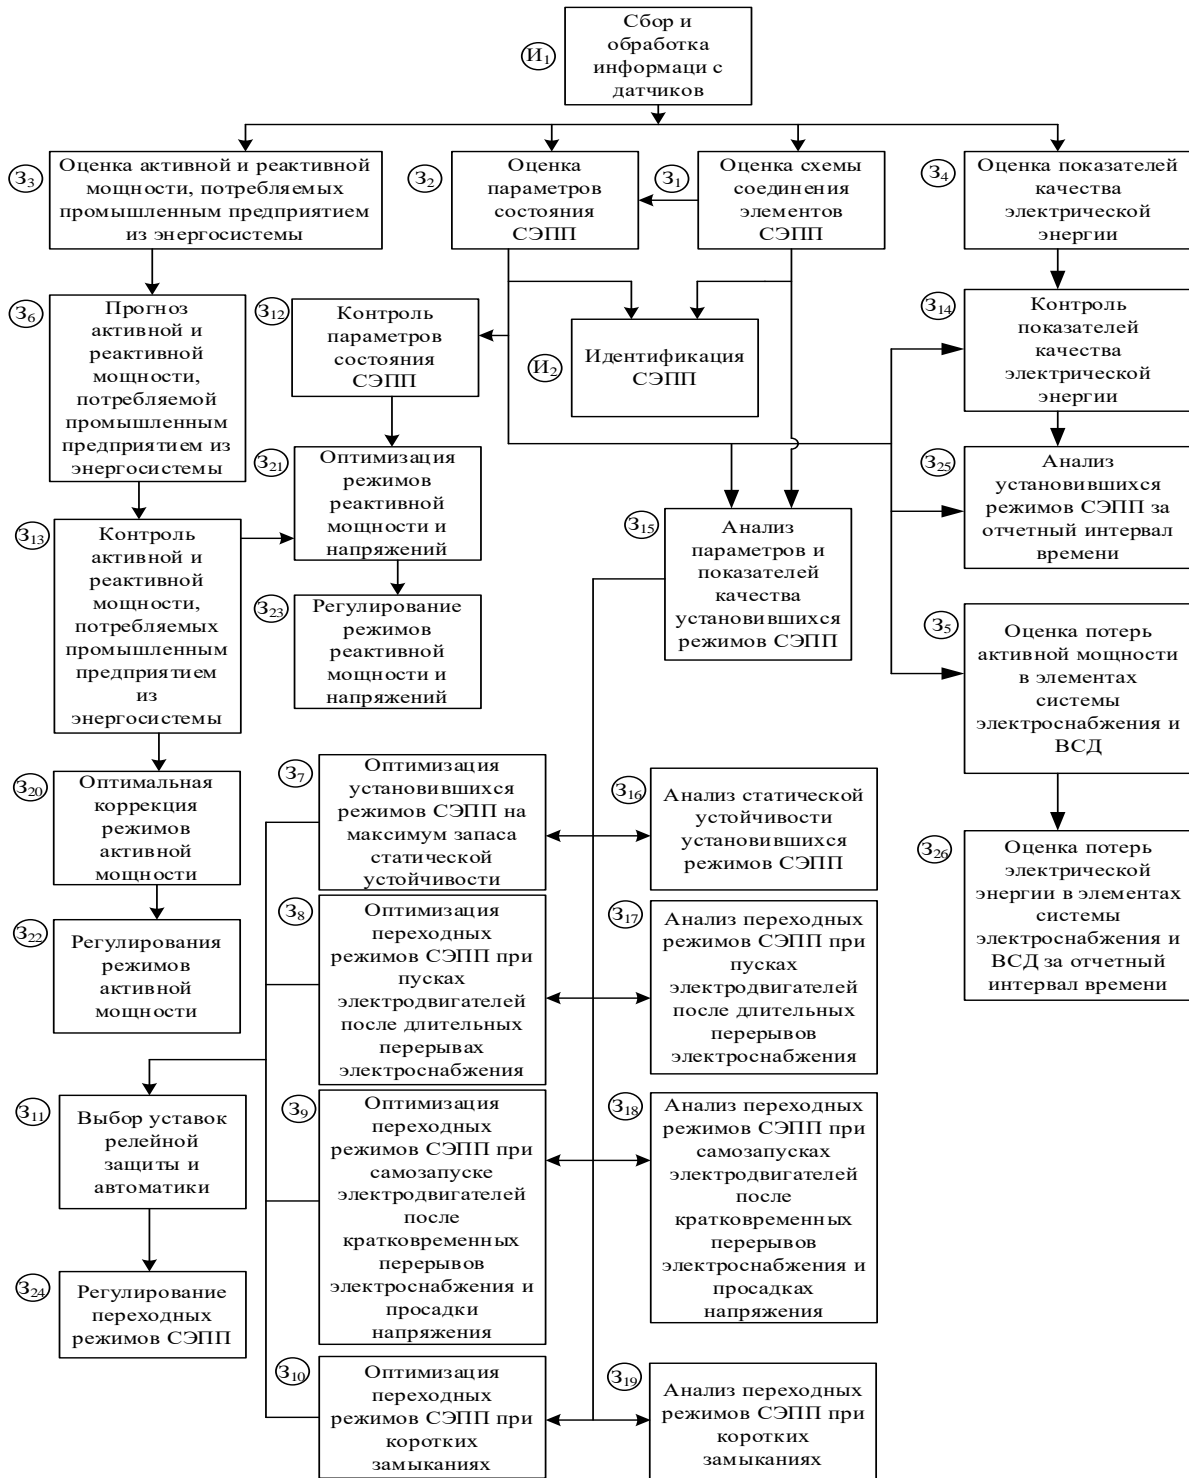 И1
Сбор и
обработка
информаци с
датчиков
З3
Оценка активной и реактивной
мощности, потребляемых
промышленным предприятием
из энергосистемы
З2
Оценка
параметров
состояния
СЭПП
З1
Оценка схемы
соединения
элементов
СЭПП
З4
Оценка показателей
качества
электрической
энергии
З6
Прогноз
активной и
реактивной
мощности,
потребляемой
промышленным
предприятием из
энергосистемы
З12
Контроль
параметров
состояния
СЭПП
И2
Идентификация
СЭПП
З14
Контроль
показателей
качества
электрической
энергии
З21
Оптимизация
режимов
реактивной
мощности и
напряжений
З25
Анализ
установившихся
режимов СЭПП за
отчетный интервал
времени
З13
Контроль
активной и
реактивной
мощности,
потребляемых
промышленным
предприятием
из
энергосистемы
З15
Анализ
параметров и
показателей
качества
установившихся
режимов СЭПП
З23
Регулирование
режимов
реактивной
мощности и
напряжений
З5
Оценка потерь
активной мощности
в элементах
системы
электроснабжения и
ВСД
З20
Оптимальная
коррекция
режимов
активной
мощности
З7
Оптимизация
установившихся
режимов СЭПП на
максимум запаса
статической
устойчивости
З16
Анализ статической
устойчивости
установившихся
режимов СЭПП
З26
Оценка потерь
электрической
энергии в элементах
системы
электроснабжения и
ВСД за отчетный
интервал времени
З22
Регулирования
режимов
активной
мощности
З8
Оптимизация
переходных
режимов СЭПП при
пусках
электродвигателей
после длительных
перерывах
электроснабжения
З17
Анализ переходных
режимов СЭПП при
пусках
электродвигателей
после длительных
перерывов
электроснабжения
З11
Выбор уставок
релейной
защиты и
автоматики
З9
Оптимизация
переходных
режимов СЭПП при
самозапуске
электродвигателей
после
кратковременных
перерывов
электроснабжения и
просадки
напряжения
З18
Анализ переходных
режимов СЭПП при
самозапусках
электродвигателей
после
кратковременных
перерывов
электроснабжения и
просадках
напряжения
З24
Регулирование
переходных
режимов СЭПП
З10
Оптимизация
переходных
режимов СЭПП при
коротких
замыканиях
З19
Анализ переходных
режимов СЭПП при
коротких
замыканиях